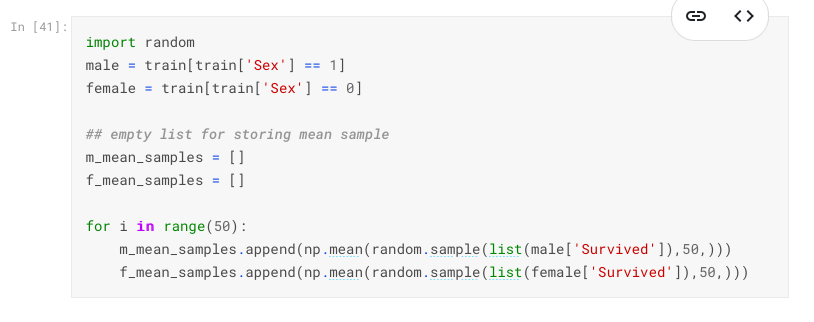 In [41]:
import random
male = train[train['Sex'] == 1]
female = train[train['Sex'] == 0]

## empty list for storing mean sample
m_mean_samples = []
f_mean_samples = []

for i in range(50):
    m_mean_samples.append(np.mean(random.sample(list(male['Survived']),50,)))
    f_mean_samples.append(np.mean(random.sample(list(female['Survived']),50,)))